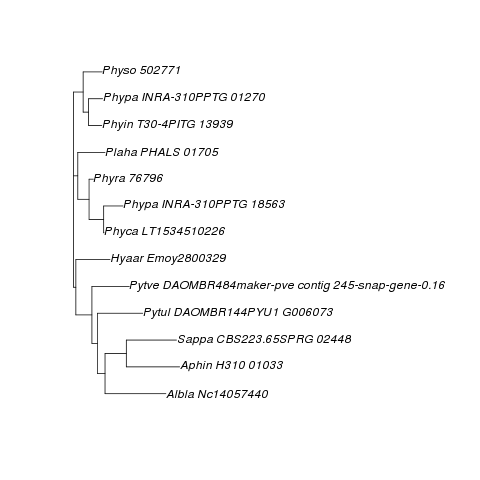 Physo 502771
Phypa INRA-310PPTG 01270
Phyin T30-4PITG 13939
Plaha PHALS 01705
Phyra 76796
Phypa INRA-310PPTG 18563
Phyca LT1534510226
Hyaar Emoy2800329
Pytve DAOMBR484maker-pve contig 245-snap-gene-0.16
Pytul DAOMBR144PYU1 G006073
Sappa CBS223.65SPRG 02448
Aphin H310 01033
Albla Nc14057440